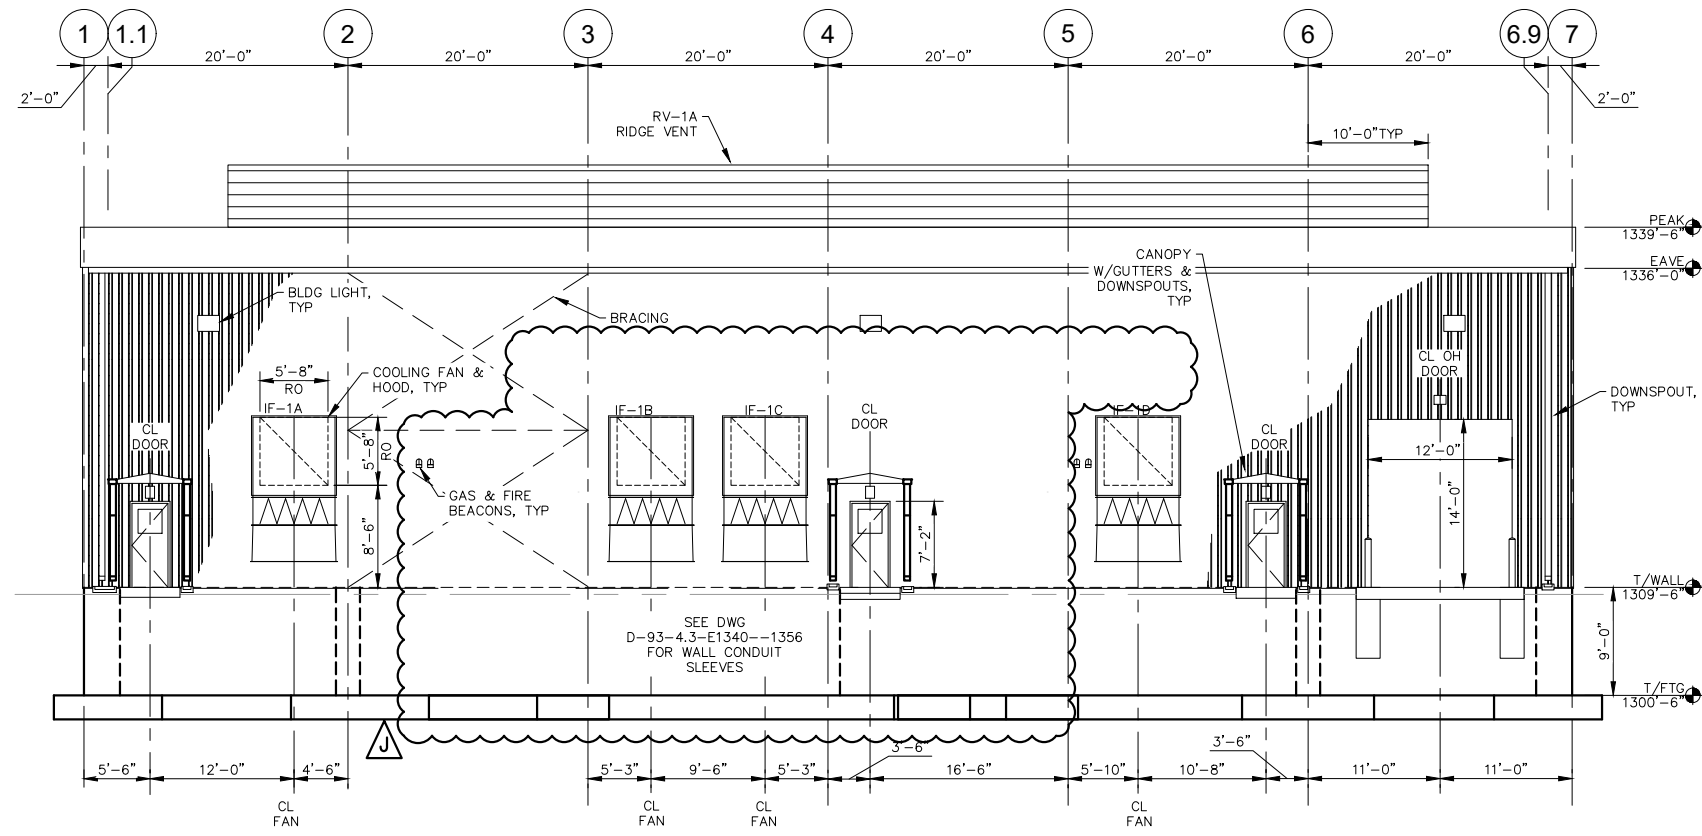 1
1.1
2
3
4
5
6
6.9
7
20'-0"
20'-0"
20'-0"
20'-0"
20'-0"
20'-0"
2'-0"
2'-0"
RV-1A
RIDGE VENT
10'-0"TYP
PEAK
1339'-6"
EAVE
1336'-0"
CANOPY
W/GUTTERS &
DOWNSPOUTS,
TYP
BLDG LIGHT,
TYP
BRACING
CL OH
DOOR
5'-8"
RO
COOLING FAN &
HOOD, TYP
DOWNSPOUT,
TYP
IF-1A
IF-1B
IF-1C
IF-1D
CL
DOOR
CL
DOOR
CL
DOOR
5'-8"
RO
12'-0"
GAS & FIRE
BEACONS, TYP
14'-0"
8'-6"
7'-2"
T/WALL
1309'-6"
SEE DWG
D-93-4.3-E1340--1356
FOR WALL CONDUIT
SLEEVES
9'-0"
T/FTG
1300'-6"
J
5'-6"
12'-0"
4'-6"
5'-3"
9'-6"
5'-3"
3'-6"
16'-6"
5'-10"
10'-8"
3'-6"
11'-0"
11'-0"
CL
FAN
CL
FAN
CL
FAN
CL
FAN